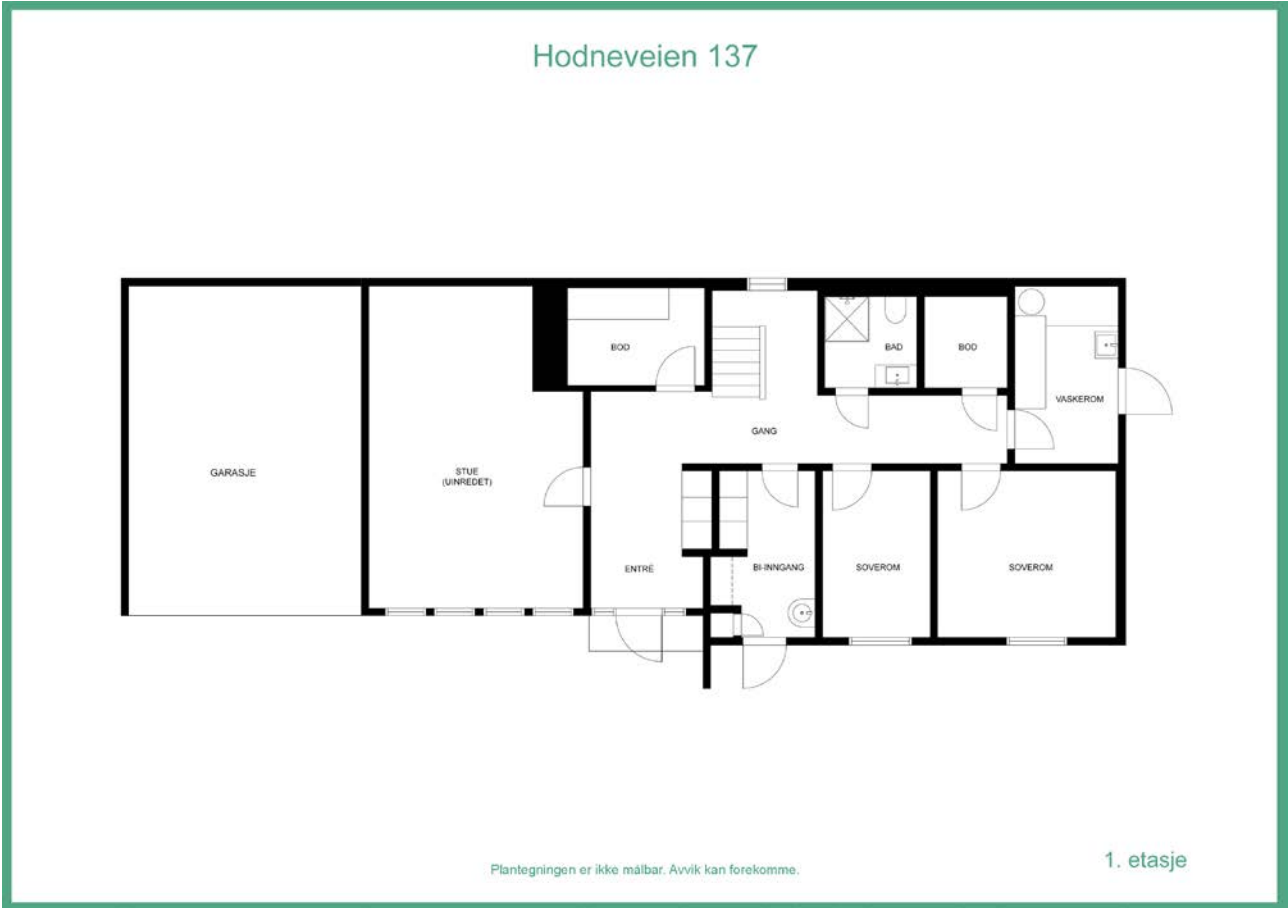 Hodneveien 137
BOD
BAD
BOD
VASKEROM
GANG
GARASJE
STUE
(UINREDET)
ENTRÉ
BI-INNGANG
SOVEROM
SOVEROM
Plantegningen er ikke målbar. Avvik kan forekomme.
1. etasje